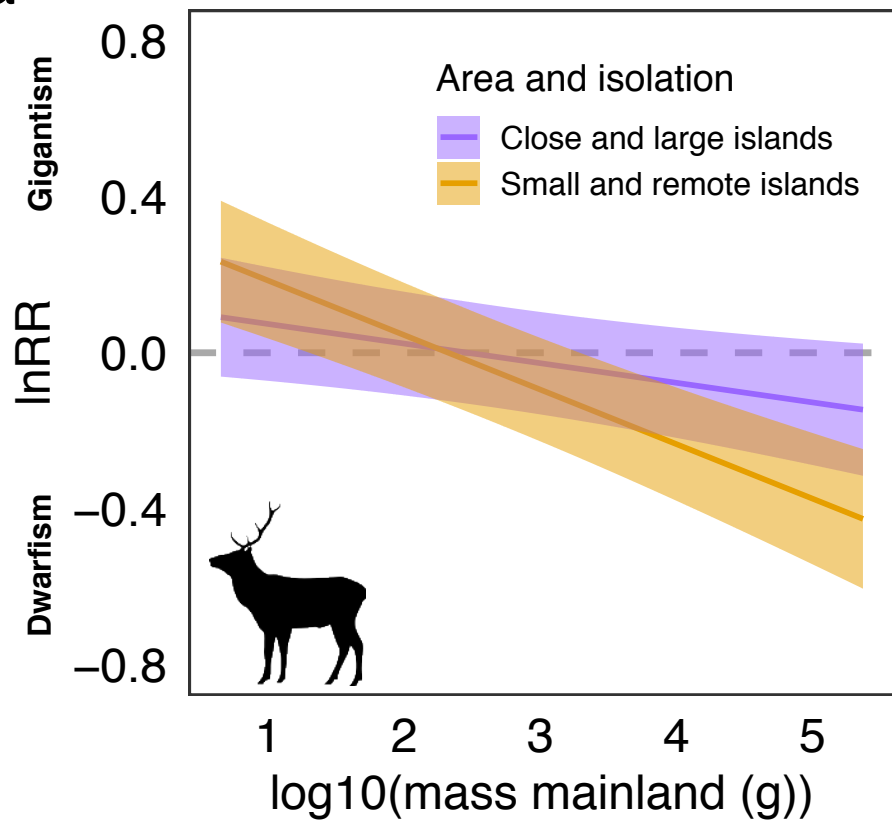 Area and isolation
Close and large islands
Small and remote islands
Gigantism
lnRR
Dwarfism
0.8
0.4
0.0
−0.4
−0.8
1 2 3 4 5
log10(mass mainland (g))